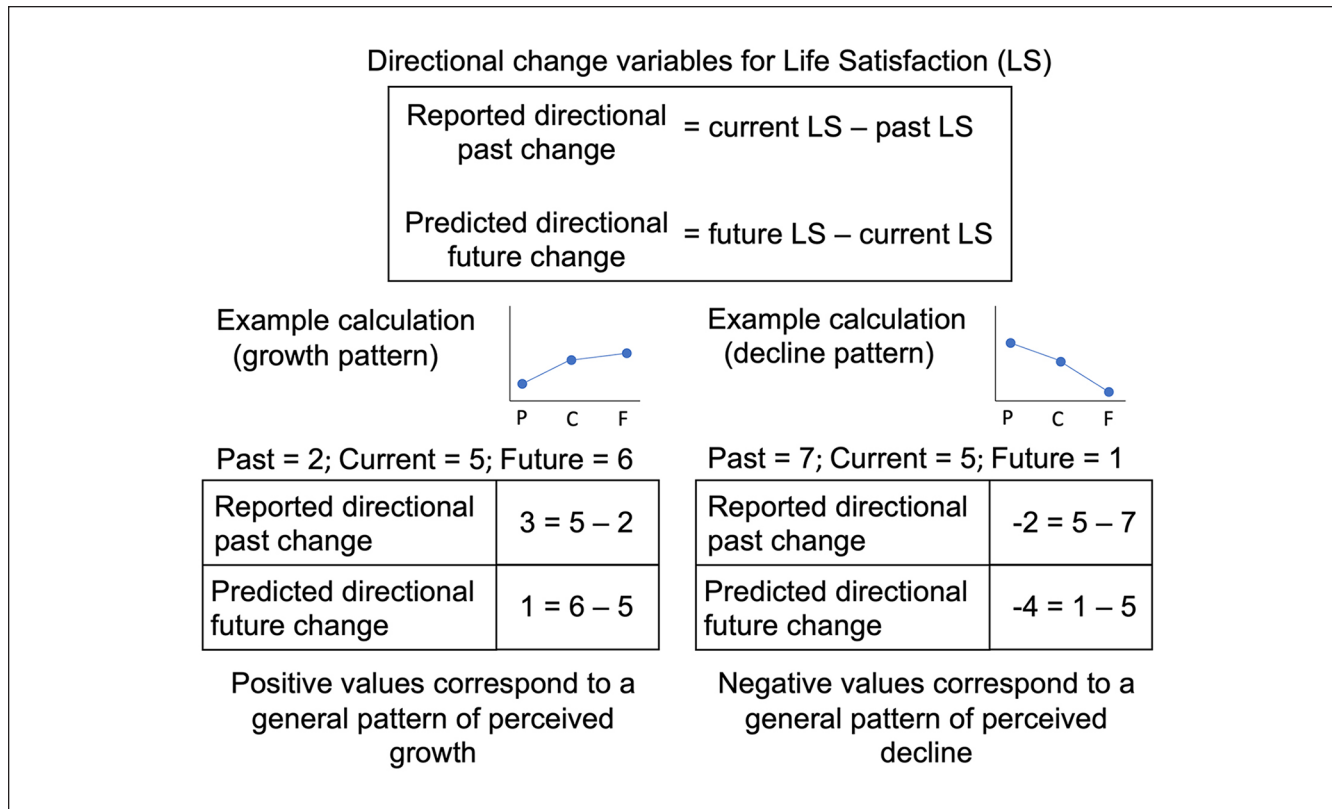 Directional change variables for Life Satisfaction (LS)
Reported directional
past change
= current LS – past LS
Predicted directional
future change
= future LS – current LS
Example calculation
(growth pattern)
P C F
Past = 2; Current = 5; Future = 6
Reported directional
past change
3 = 5 – 2
Predicted directional
future change
1 = 6 – 5
Positive values correspond to a
general pattern of perceived
growth
Example calculation
(decline pattern)
P C F
Past = 7; Current = 5; Future = 1
Reported directional
past change
-2 = 5 – 7
Predicted directional
future change
-4 = 1 – 5
Negative values correspond to a
general pattern of perceived
decline